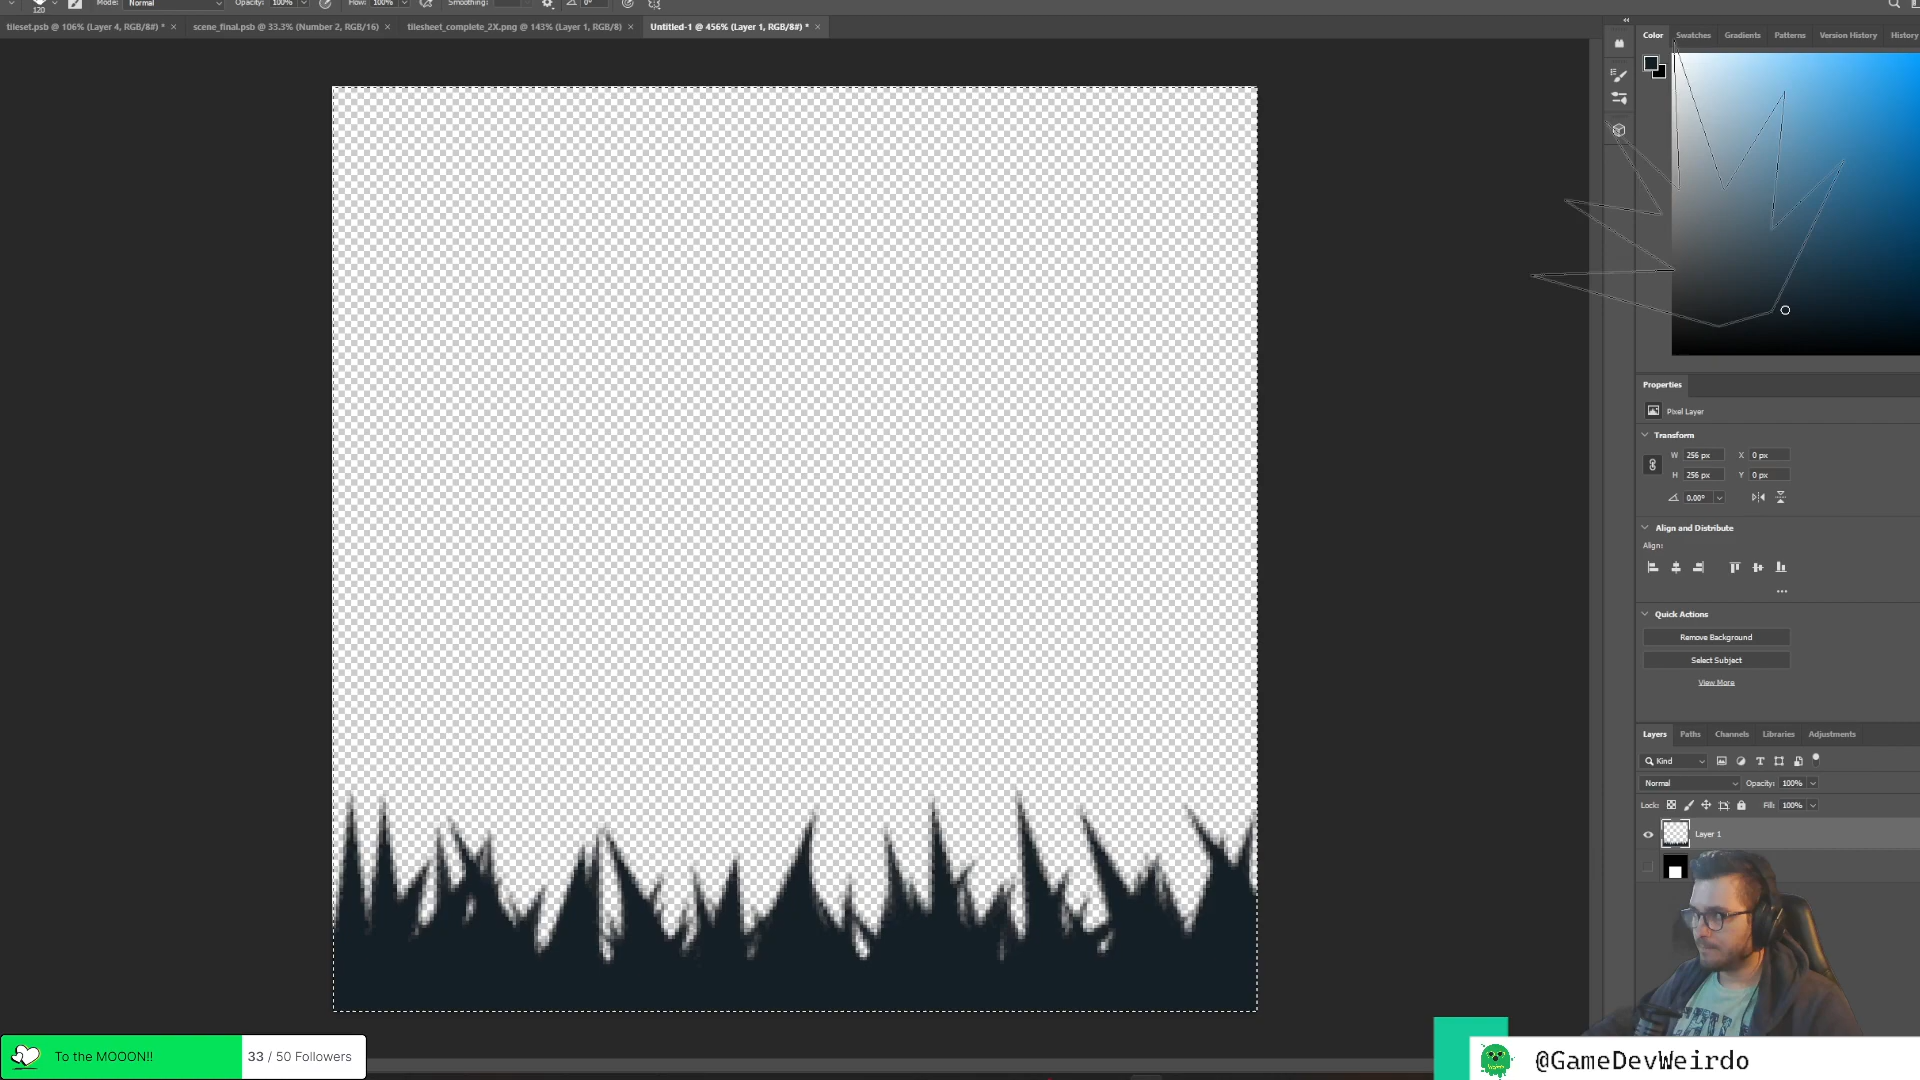 120
Mode: Normal
Opacity: 100%
Flow: 100%
Smoothing:
0°
tileset.psb @ 106% (Layer 4, RGB/8#) *
scene_final.psb @ 33.3% (Number 2, RGB/16)
tilesheet_complete_2X.png @ 143% (Layer 1, RGB/8)
Untitled-1 @ 456% (Layer 1, RGB/8#) *
Color
Swatches
Gradients
Patterns
Version History
History
Properties
Pixel Layer
Transform
W 256 px X 0 px
H 256 px Y 0 px
0.00°
Align and Distribute
Align:
Quick Actions
Remove Background
Select Subject
View More
Layers
Paths
Channels
Libraries
Adjustments
Kind
Normal
Opacity: 100%
Lock:
Fill: 100%
Layer 1
To the MOOON!!
33 / 50 Followers
@GameDevWeirdo